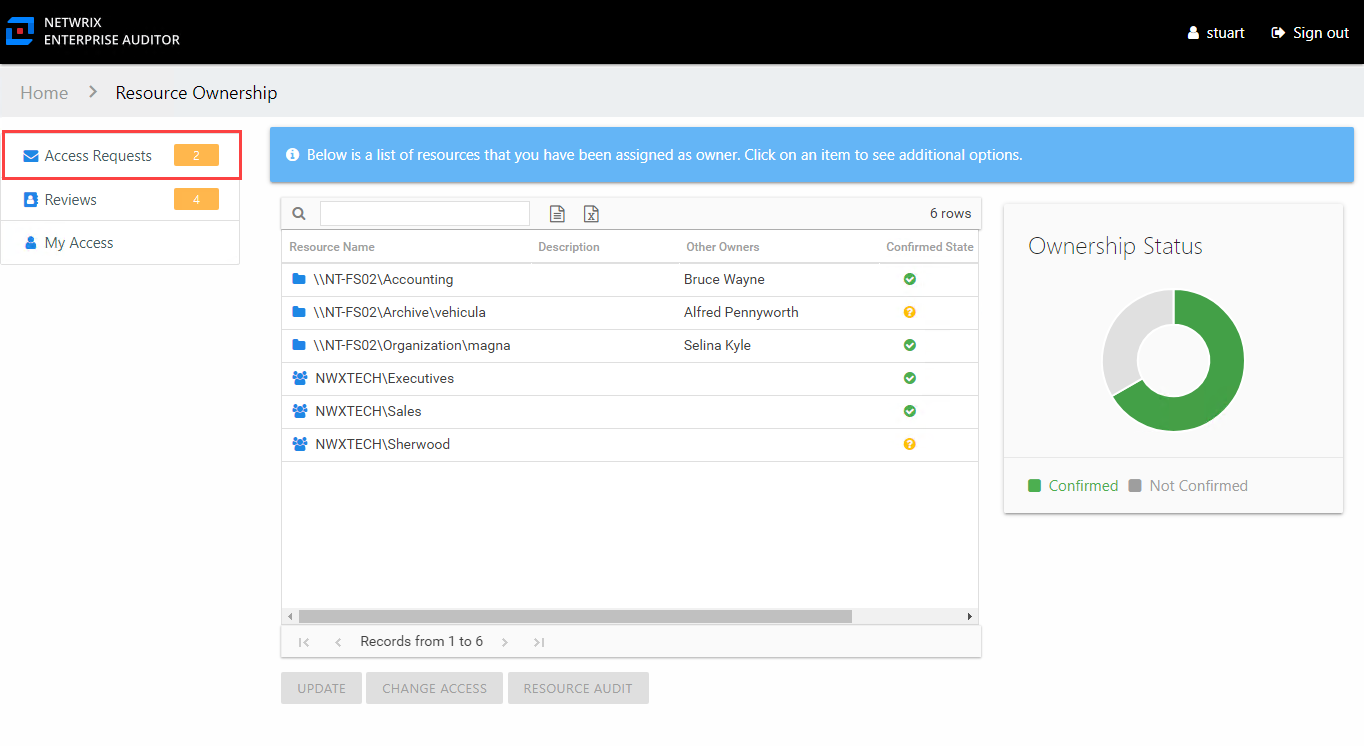 NETWRIX
ENTERPRISE AUDITOR
stuart
Sign out
Home > Resource Ownership
Access Requests 2
Reviews 4
My Access
Below is a list of resources that you have been assigned as owner. Click on an item to see additional options.
6 rows
Resource Name Description Other Owners Confirmed State
\\NT-FS02\Accounting Bruce Wayne
\\NT-FS02\Archive\vehicula Alfred Pennyworth
\\NT-FS02\Organization\magna Selina Kyle
NWXTECH\Executives
NWXTECH\Sales
NWXTECH\Sherwood
Records from 1 to 6
UPDATE CHANGE ACCESS RESOURCE AUDIT
Ownership Status
Confirmed Not Confirmed